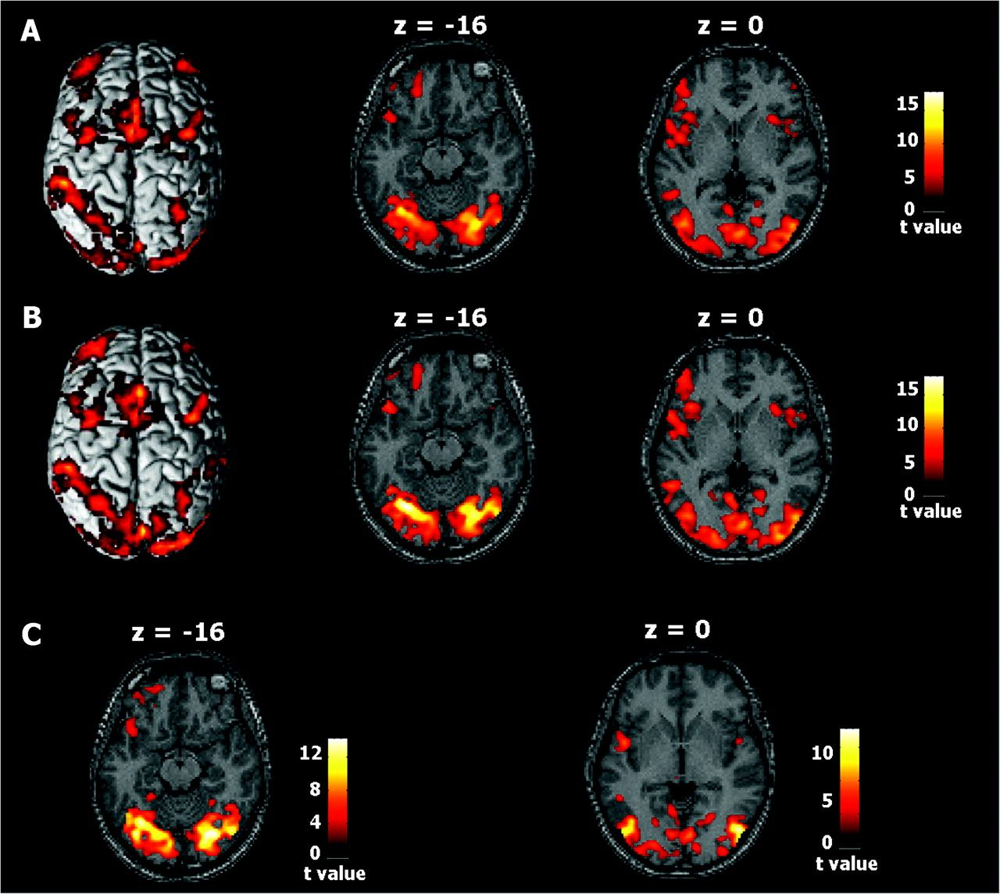 A
z = -16
z = 0
15
10
5
0
t value
B
z = -16
z = 0
15
10
5
0
t value
C
z = -16
z = 0
12
8
4
0
t value
10
5
0
t value